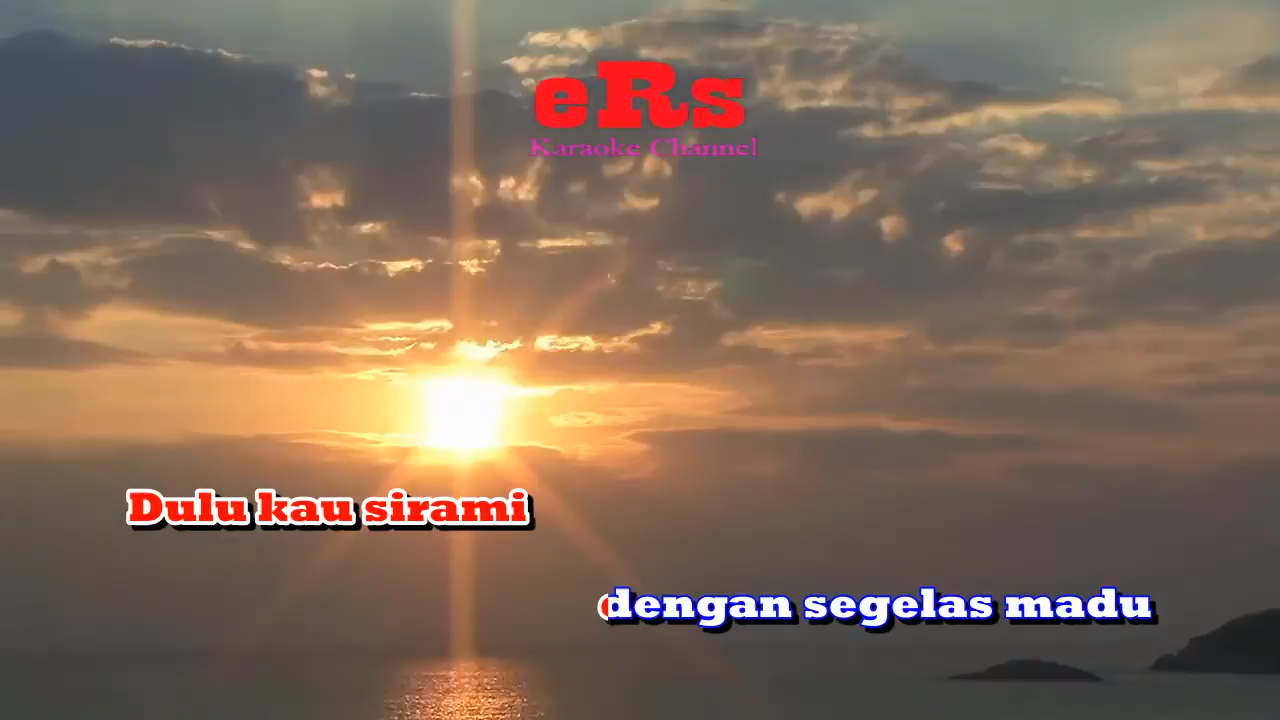 eRs
Karaoke Channel
Dulu kau sirami
dengan segelas madu